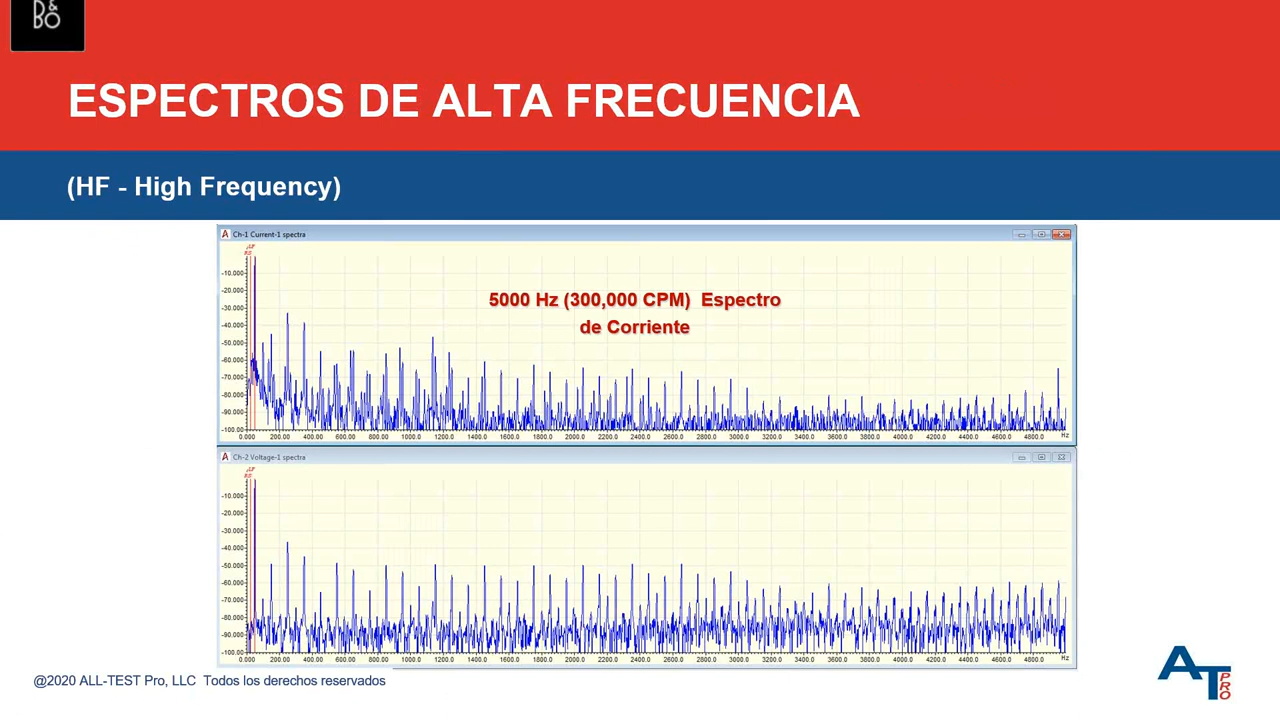 B&O
ESPECTROS DE ALTA FRECUENCIA
(HF - High Frequency)
A Ch-1 Current-1 spectra
LF
RS
-10.000
-20.000
-30.000
-40.000
-50.000
-60.000
-70.000
-80.000
-90.000
-100.00
5000 Hz (300,000 CPM) Espectro
de Corriente
0.000 200.00 400.00 600.00 800.00 1000.0 1200.0 1400.0 1600.0 1800.0 2000.0 2200.0 2400.0 2600.0 2800.0 3000.0 3200.0 3400.0 3600.0 3800.0 4000.0 4200.0 4400.0 4600.0 4800.0 Hz
A Ch-2 Voltage-1 spectra
LF
RS
-10.000
-20.000
-30.000
-40.000
-50.000
-60.000
-70.000
-80.000
-90.000
-100.00
0.000 200.00 400.00 600.00 800.00 1000.0 1200.0 1400.0 1600.0 1800.0 2000.0 2200.0 2400.0 2600.0 2800.0 3000.0 3200.0 3400.0 3600.0 3800.0 4000.0 4200.0 4400.0 4600.0 4800.0 Hz
@2020 ALL-TEST Pro, LLC Todos los derechos reservados
AT PRO